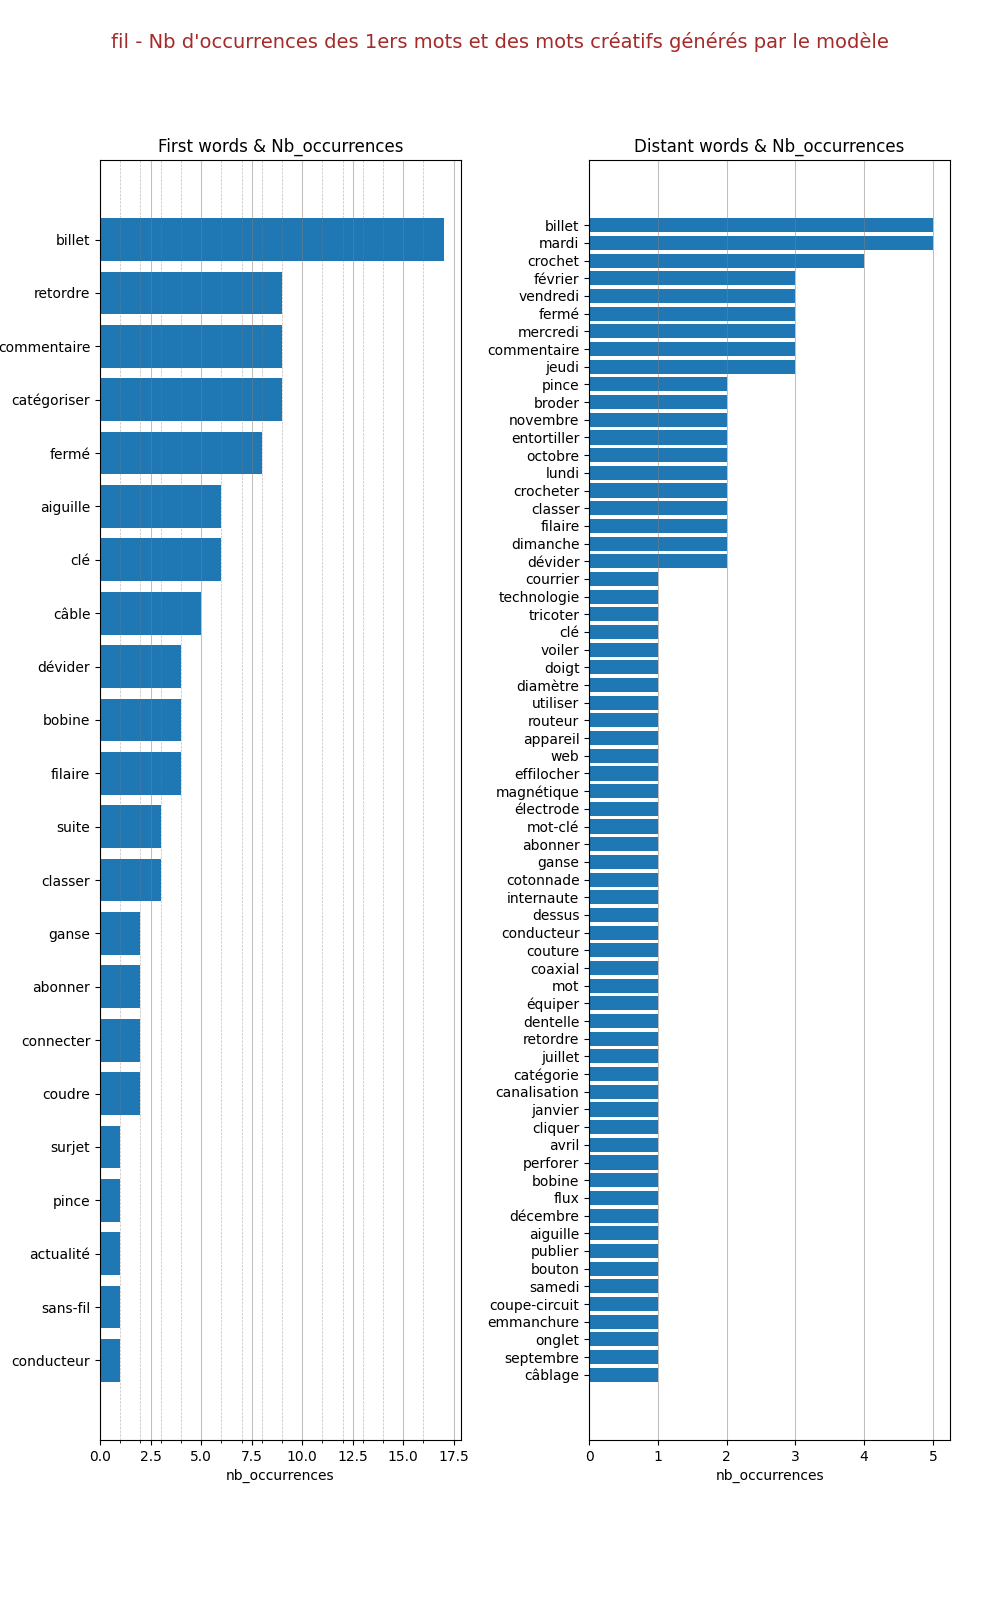 fil - Nb d'occurrences des 1ers mots et des mots créatifs générés par le modèle
First words & Nb_occurrences
billet
retordre
commentaire
catégoriser
fermé
aiguille
clé
câble
dévider
bobine
filaire
suite
classer
ganse
abonner
connecter
coudre
surjet
pince
actualité
sans-fil
conducteur
0.0 2.5 5.0 7.5 10.0 12.5 15.0 17.5
nb_occurrences
Distant words & Nb_occurrences
billet
mardi
crochet
février
vendredi
fermé
mercredi
commentaire
jeudi
pince
broder
novembre
entortiller
octobre
lundi
crocheter
classer
filaire
dimanche
dévider
courrier
technologie
tricoter
clé
voiler
doigt
diamètre
utiliser
routeur
appareil
web
effilocher
magnétique
électrode
mot-clé
abonner
ganse
cotonnade
internaute
dessus
conducteur
couture
coaxial
mot
équiper
dentelle
retordre
juillet
catégorie
canalisation
janvier
cliquer
avril
perforer
bobine
flux
décembre
aiguille
publier
bouton
samedi
coupe-circuit
emmanchure
onglet
septembre
câblage
0 1 2 3 4 5
nb_occurrences